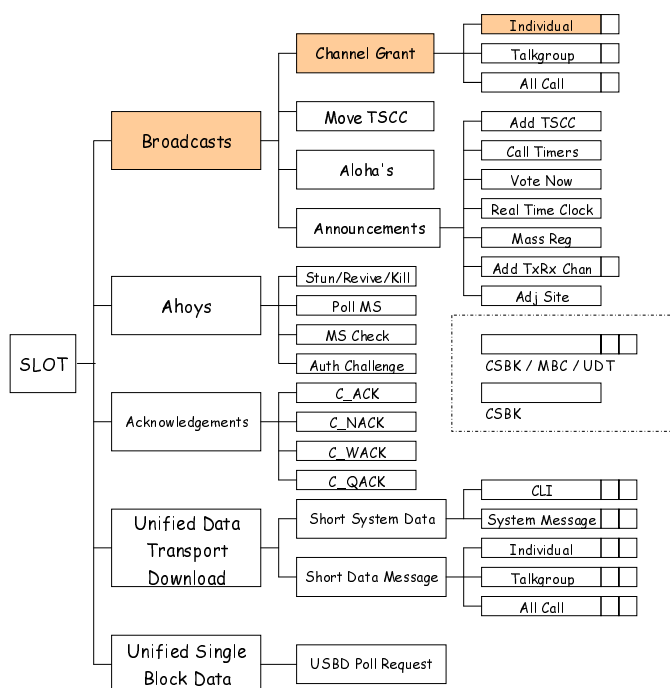 SLOT
Broadcasts
Channel Grant
Individual
Talkgroup
All Call
Move TSCC
Aloha's
Announcements
Add TSCC
Call Timers
Vote Now
Real Time Clock
Mass Reg
Add TxRx Chan
Adj Site
Ahoys
Stun/Revive/Kill
Poll MS
MS Check
Auth Challenge
Acknowledgements
C_ACK
C_NACK
C_WACK
C_QACK
Unified Data
Transport
Download
Short System Data
CLI
System Message
Short Data Message
Individual
Talkgroup
All Call
Unified Single
Block Data
USBD Poll Request
CSBK / MBC / UDT
CSBK